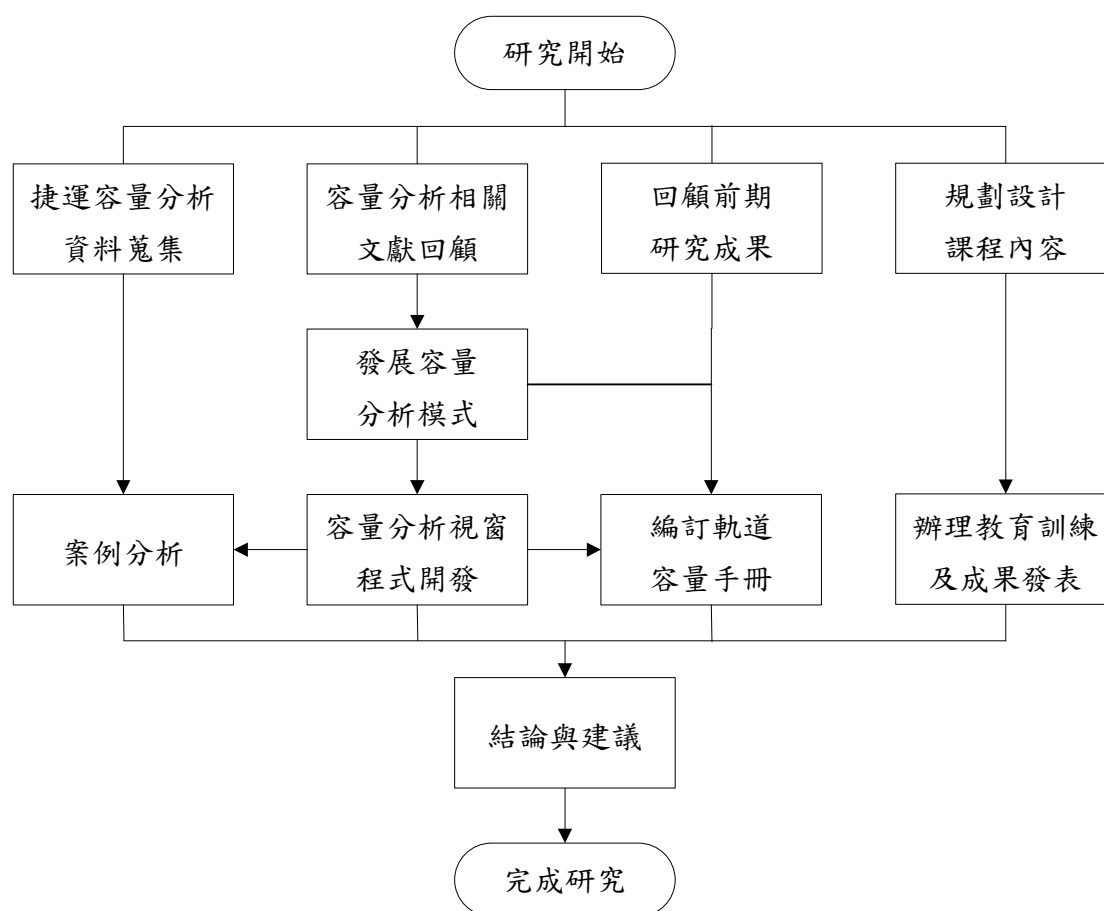 研究開始
捷運容量分析
資料蒐集
容量分析相關
文獻回顧
回顧前期
研究成果
規劃設計
課程內容
發展容量
分析模式
案例分析
容量分析視窗
程式開發
編訂軌道
容量手冊
辦理教育訓練
及成果發表
結論與建議
完成研究